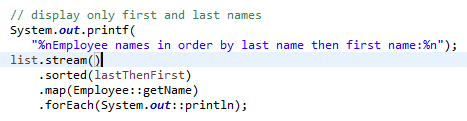 // display only first and last names
System.out.printf(
"%nEmployee names in order by last name then first name:%n");
list.stream()
.sorted(lastThenFirst)
.map(Employee::getName)
.forEach(System.out::println);